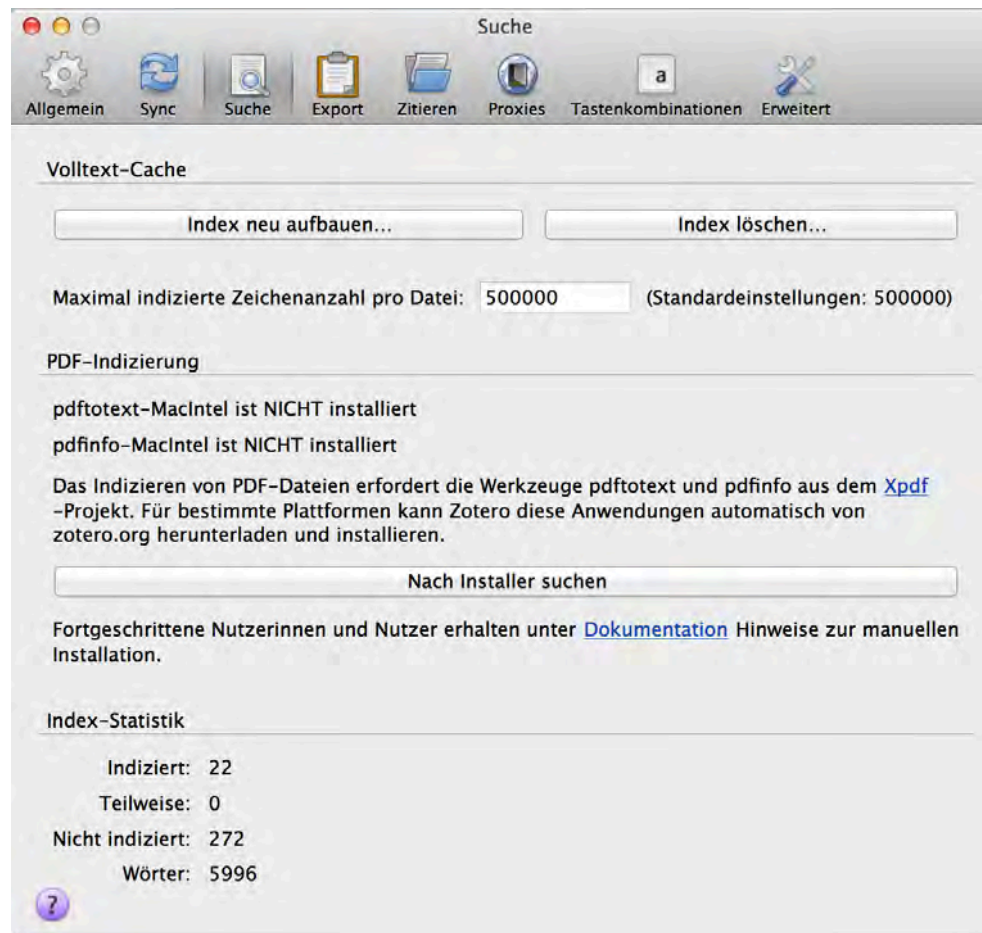 Suche
Allgemein Sync Suche Export Zitieren Proxies Tastenkombinationen Erweitert
a
Volltext-Cache
Index neu aufbauen... Index löschen...
Maximal indizierte Zeichenanzahl pro Datei: 500000 (Standardeinstellungen: 500000)
PDF-Indizierung
pdftotext-MacIntel ist NICHT installiert
pdfinfo-MacIntel ist NICHT installiert
Das Indizieren von PDF-Dateien erfordert die Werkzeuge pdftotext und pdfinfo aus dem Xpdf
-Projekt. Für bestimmte Plattformen kann Zotero diese Anwendungen automatisch von
zotero.org herunterladen und installieren.
Nach Installer suchen
Fortgeschrittene Nutzerinnen und Nutzer erhalten unter Dokumentation Hinweise zur manuellen
Installation.
Index-Statistik
Indiziert: 22
Teilweise: 0
Nicht indiziert: 272
Wörter: 5996
?